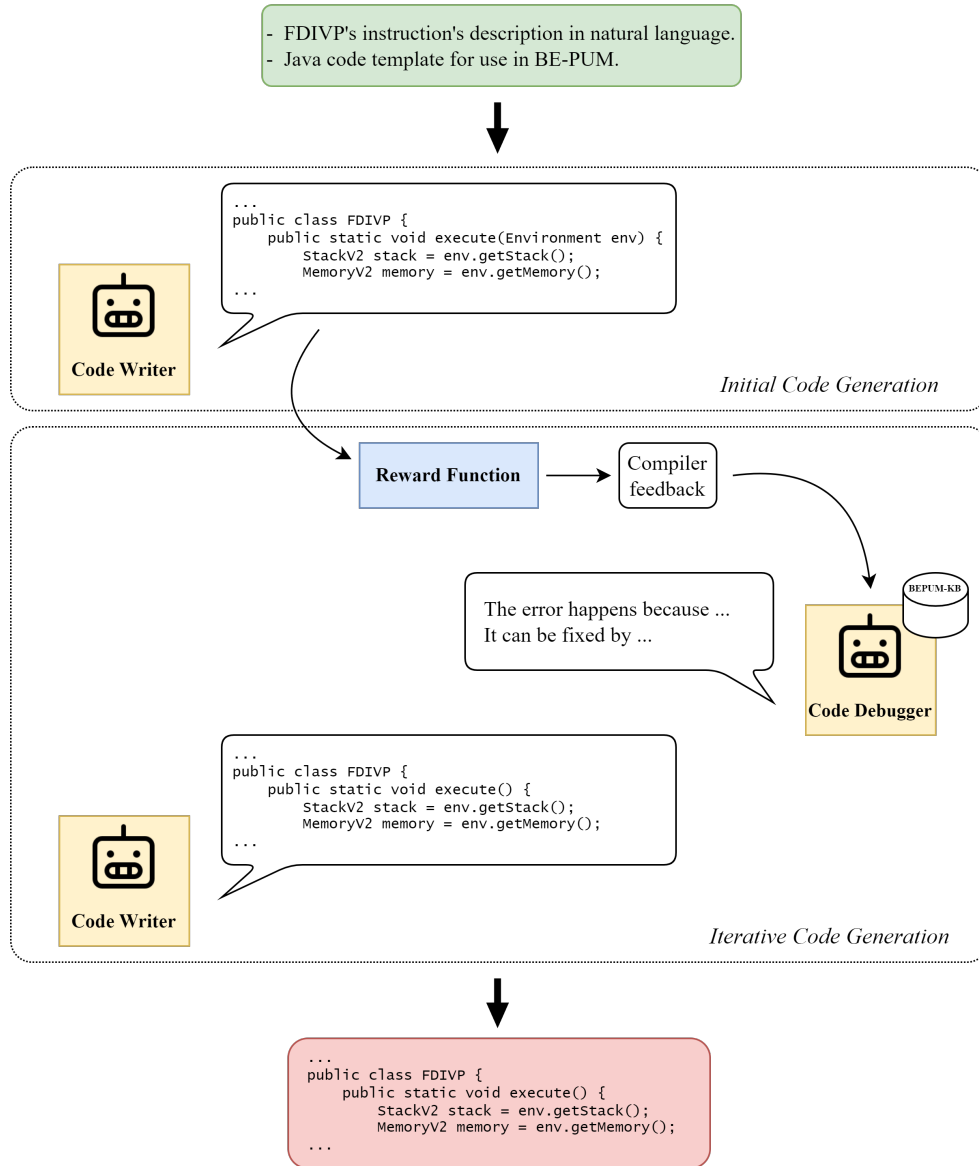 - FDIVP's instruction's description in natural language.
- Java code template for use in BE-PUM.
...
public class FDIVP {
    public static void execute(Environment env) {
        StackV2 stack = env.getStack();
        MemoryV2 memory = env.getMemory();
...
Code Writer
Initial Code Generation
Reward Function
Compiler
feedback
BEPUM-KB
The error happens because ...
It can be fixed by ...
Code Debugger
...
public class FDIVP {
    public static void execute() {
        StackV2 stack = env.getStack();
        MemoryV2 memory = env.getMemory();
...
Code Writer
Iterative Code Generation
...
public class FDIVP {
    public static void execute() {
        StackV2 stack = env.getStack();
        MemoryV2 memory = env.getMemory();
...